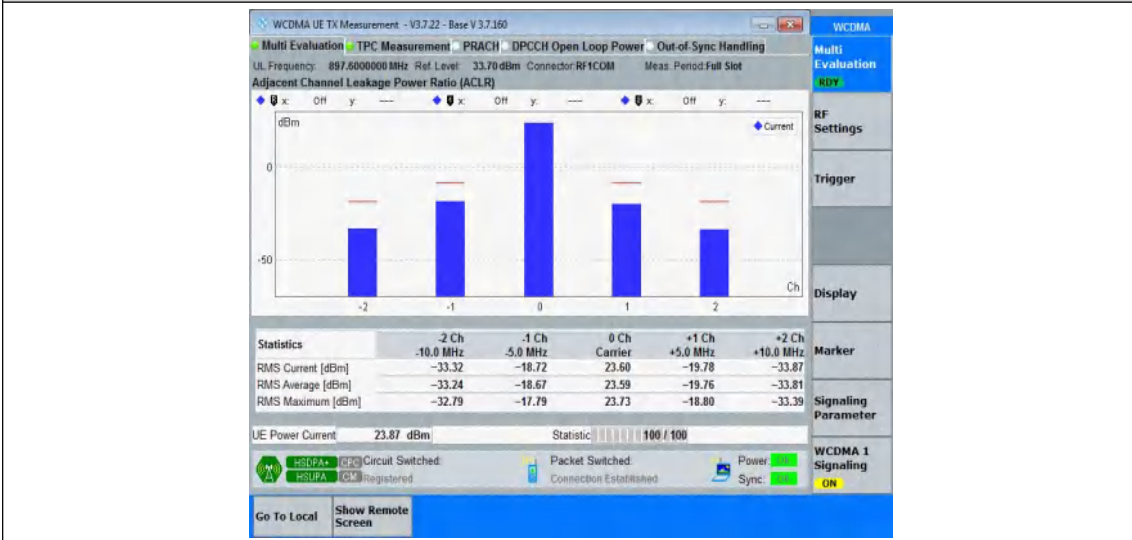 WCDMA UE TX Measurement - V3.7.22 - Base V 3.7.160
WCDMA
Multi Evaluation TPC Measurement PRACH DPCCH Open Loop Power Out-of-Sync Handling
Multi Evaluation
RDY
UL Frequency: 897.6000000 MHz Ref. Level: 33.70 dBm Connector: RF1COM Meas. Period: Full Slot
Adjacent Channel Leakage Power Ratio (ACLR)
x: Off y: --- x: Off y: --- x: Off y: ---
dBm
Current
0
-50
Ch
-2 -1 0 1 2
RF Settings
Trigger
Display
Marker
Signaling Parameter
WCDMA 1 Signaling
ON
Statistics -2 Ch -1 Ch 0 Ch +1 Ch +2 Ch
-10.0 MHz -5.0 MHz Carrier +5.0 MHz +10.0 MHz
RMS Current [dBm] -33.32 -18.72 23.60 -19.78 -33.87
RMS Average [dBm] -33.24 -18.67 23.59 -19.76 -33.81
RMS Maximum [dBm] -32.79 -17.79 23.73 -18.80 -33.39
UE Power Current 23.87 dBm Statistic 100 / 100
HSDPA+ CPC Circuit Switched: Packet Switched: Power:
HSUPA CM Registered Connection Established Sync:
Go To Local
Show Remote Screen